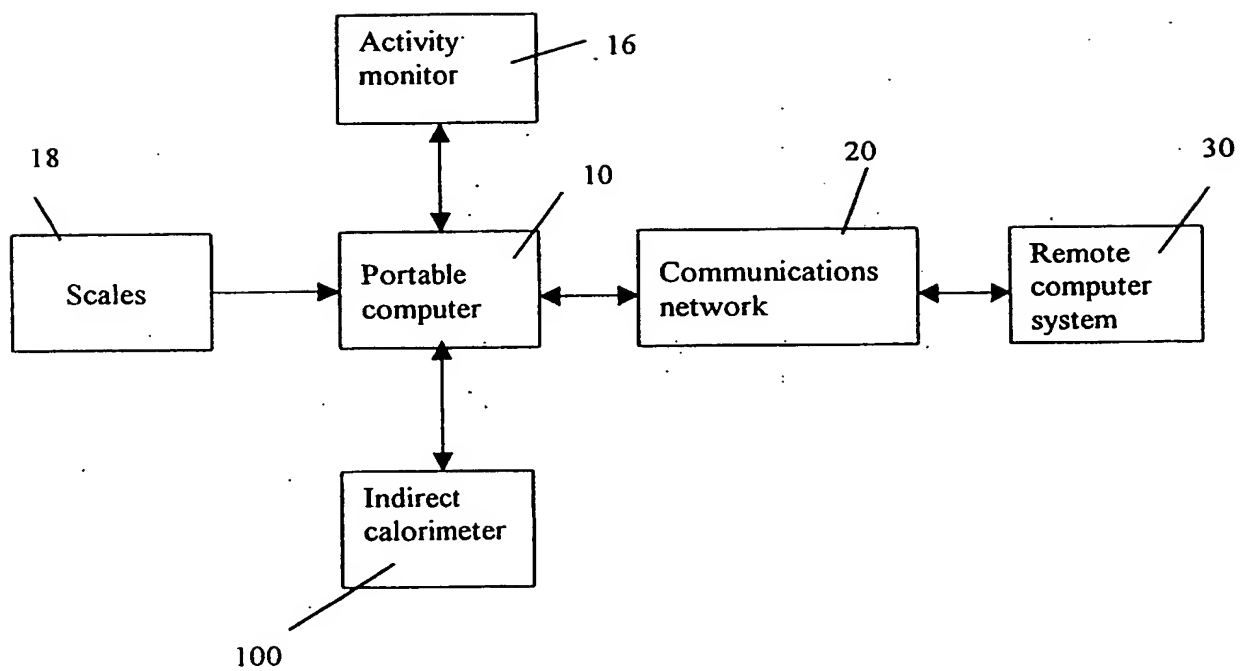 Activity
monitor
16
18
10
20
30
Scales
Portable
computer
Communications
network
Remote
computer
system
Indirect
calorimeter
100